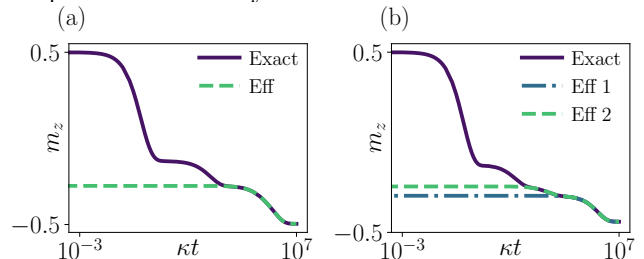 (a)
0.5
Exact
Eff
m_z
−0.5
10^−3
κt
10^7
(b)
0.5
Exact
Eff 1
Eff 2
m_z
−0.5
10^−3
κt
10^7